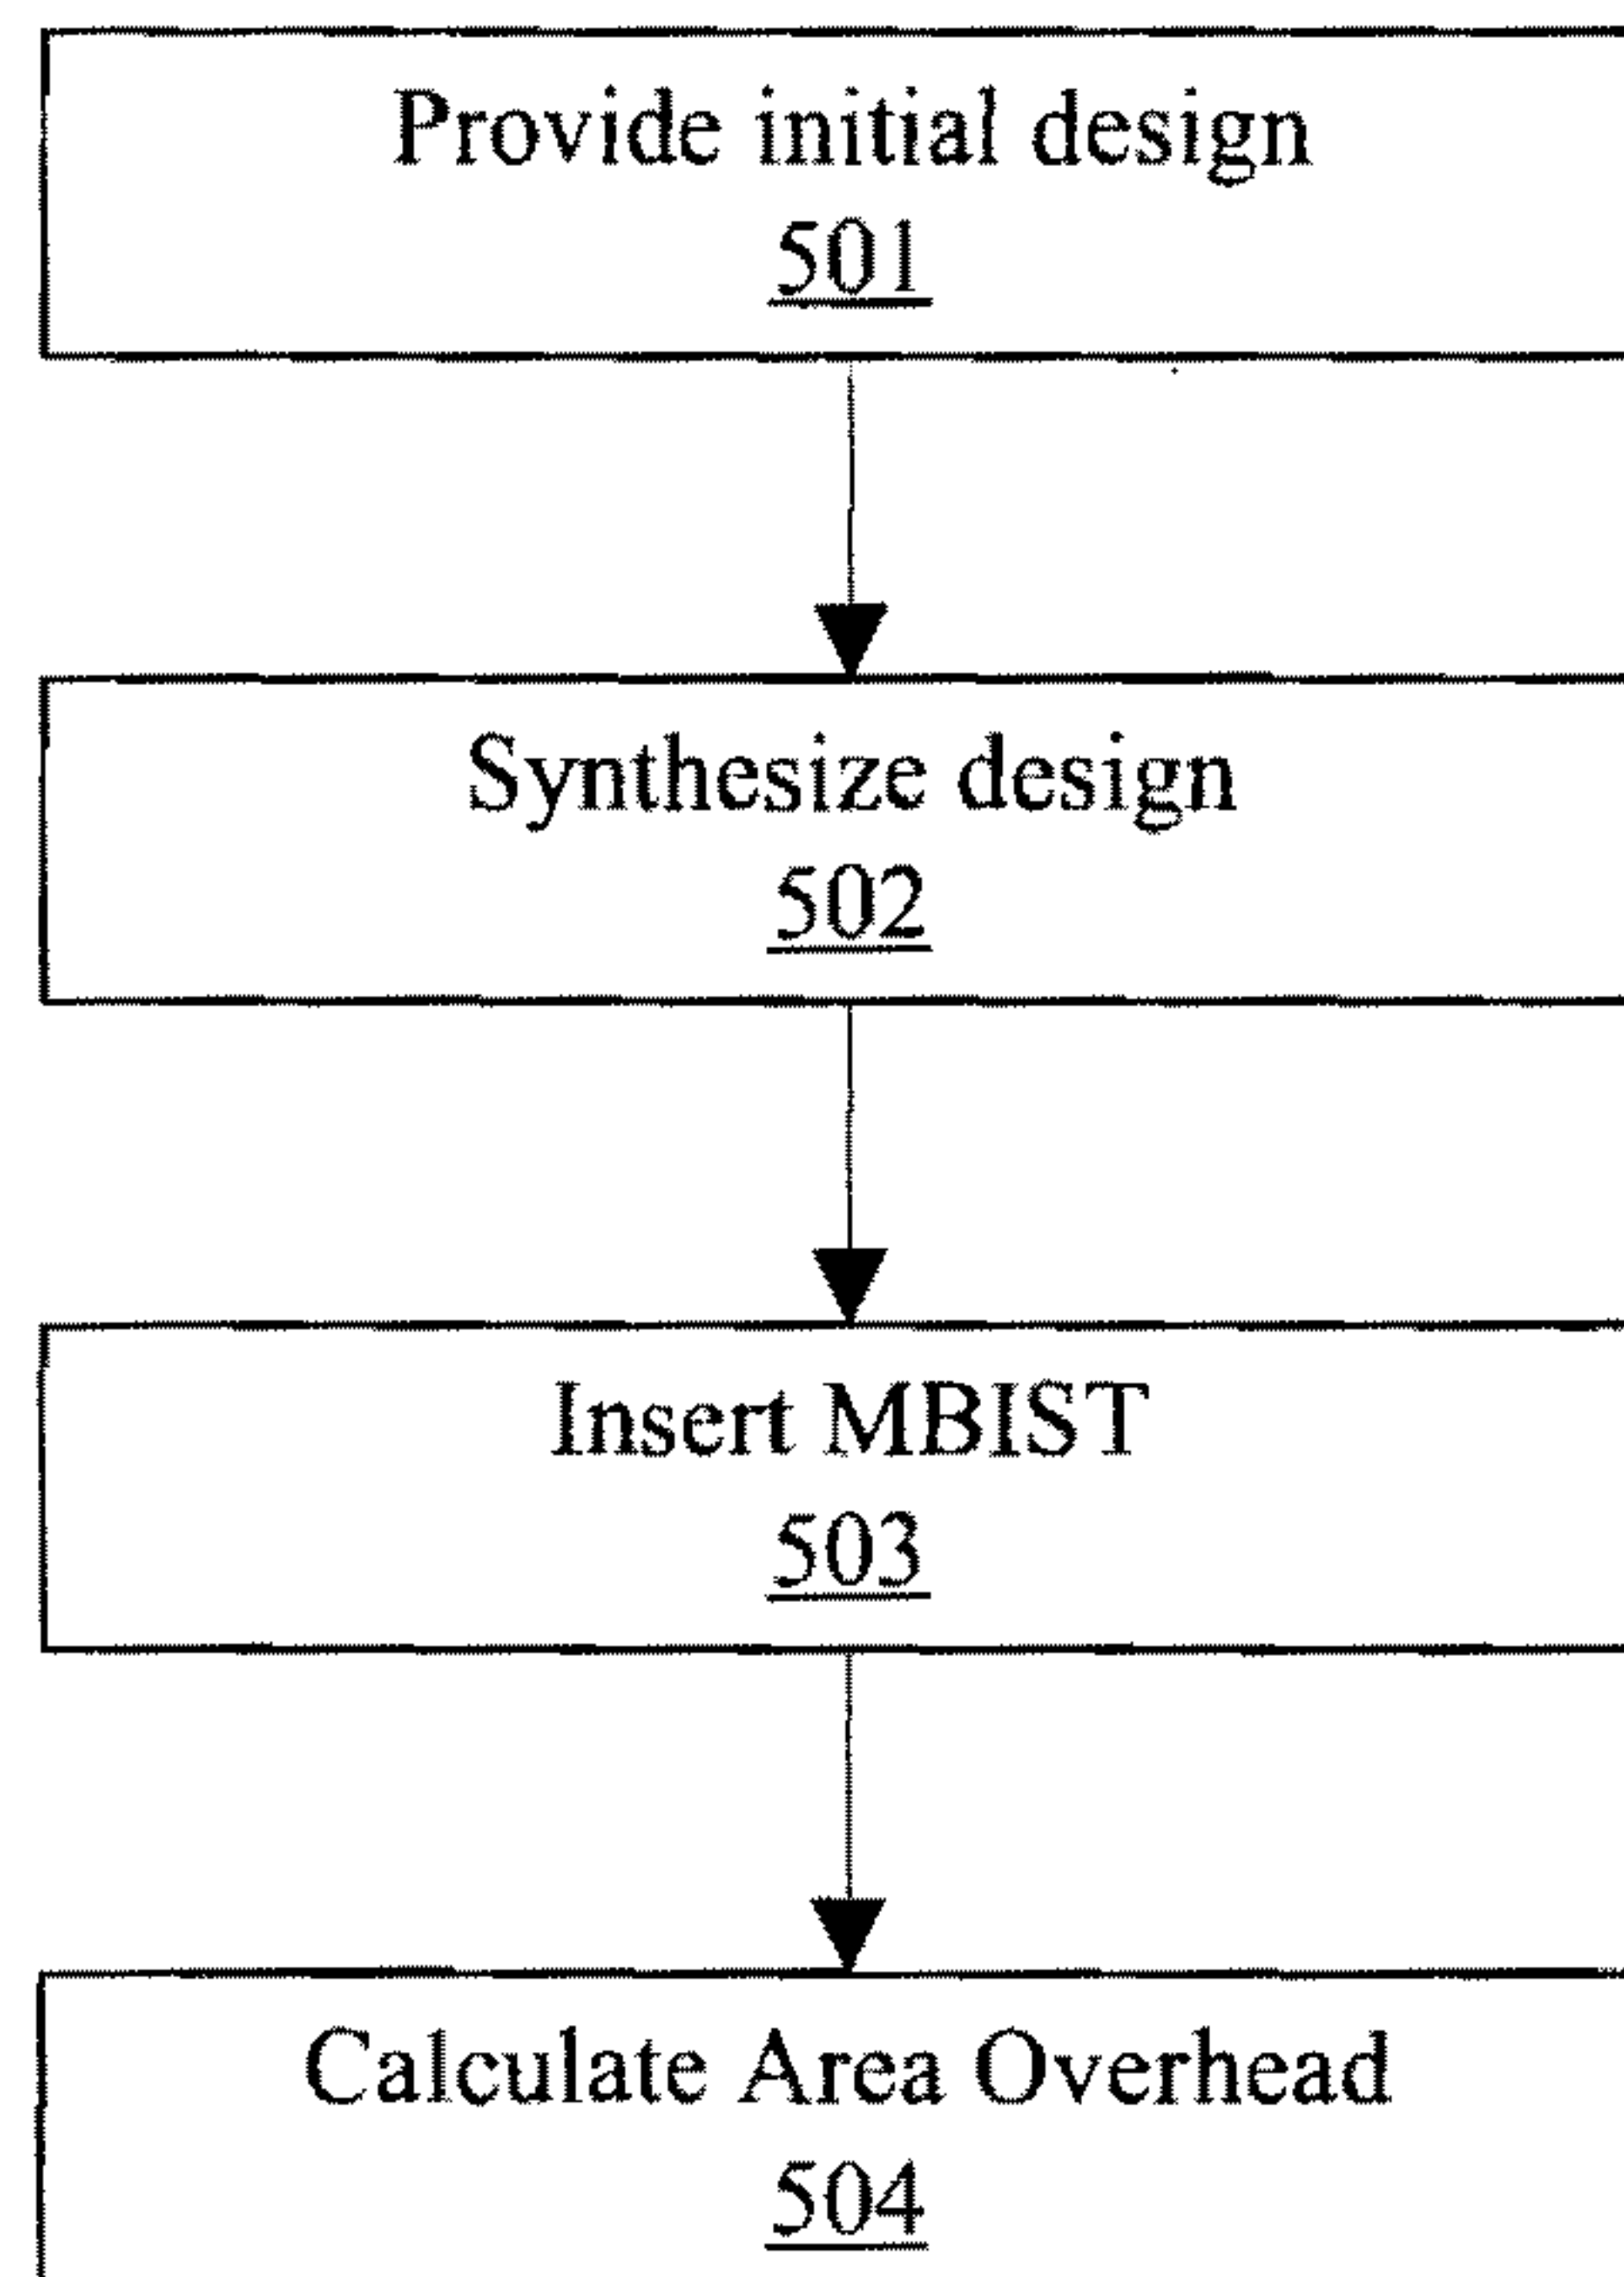 Provide initial design
501
Synthesize design
502
Insert MBIST
503
Calculate Area Overhead
504